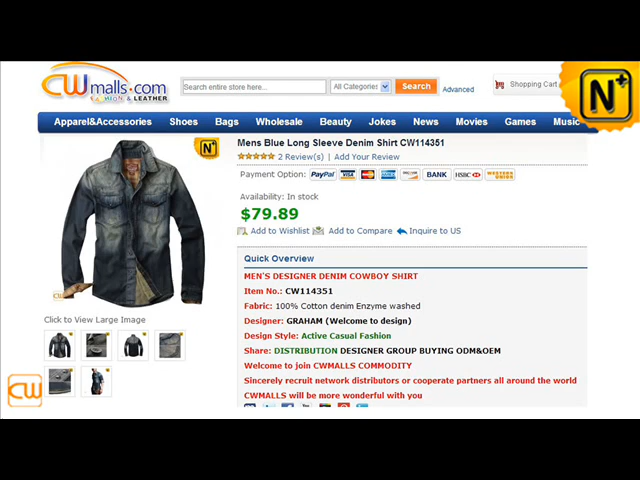 CWmalls.com
FASHION & LEATHER
Search entire store here...
All Categories
Search
Advanced
Shopping Cart
N+
Apparel&Accessories Shoes Bags Wholesale Beauty Jokes News Movies Games Music
N+
Mens Blue Long Sleeve Denim Shirt CW114351
2 Review(s) | Add Your Review
Payment Option: PayPal VISA MasterCard AMERICAN EXPRESS DISCOVER BANK HSBC WESTERN UNION
Availability: In stock
$79.89
Add to Wishlist Add to Compare Inquire to US
Quick Overview
MEN'S DESIGNER DENIM COWBOY SHIRT
Item No.: CW114351
Fabric: 100% Cotton denim Enzyme washed
Designer: GRAHAM (Welcome to design)
Design Style: Active Casual Fashion
Share: DISTRIBUTION DESIGNER GROUP BUYING ODM&OEM
Welcome to join CWMALLS COMMODITY
Sincerely recruit network distributors or cooperate partners all around the world
CWMALLS will be more wonderful with you
CW
Click to View Large Image
CW